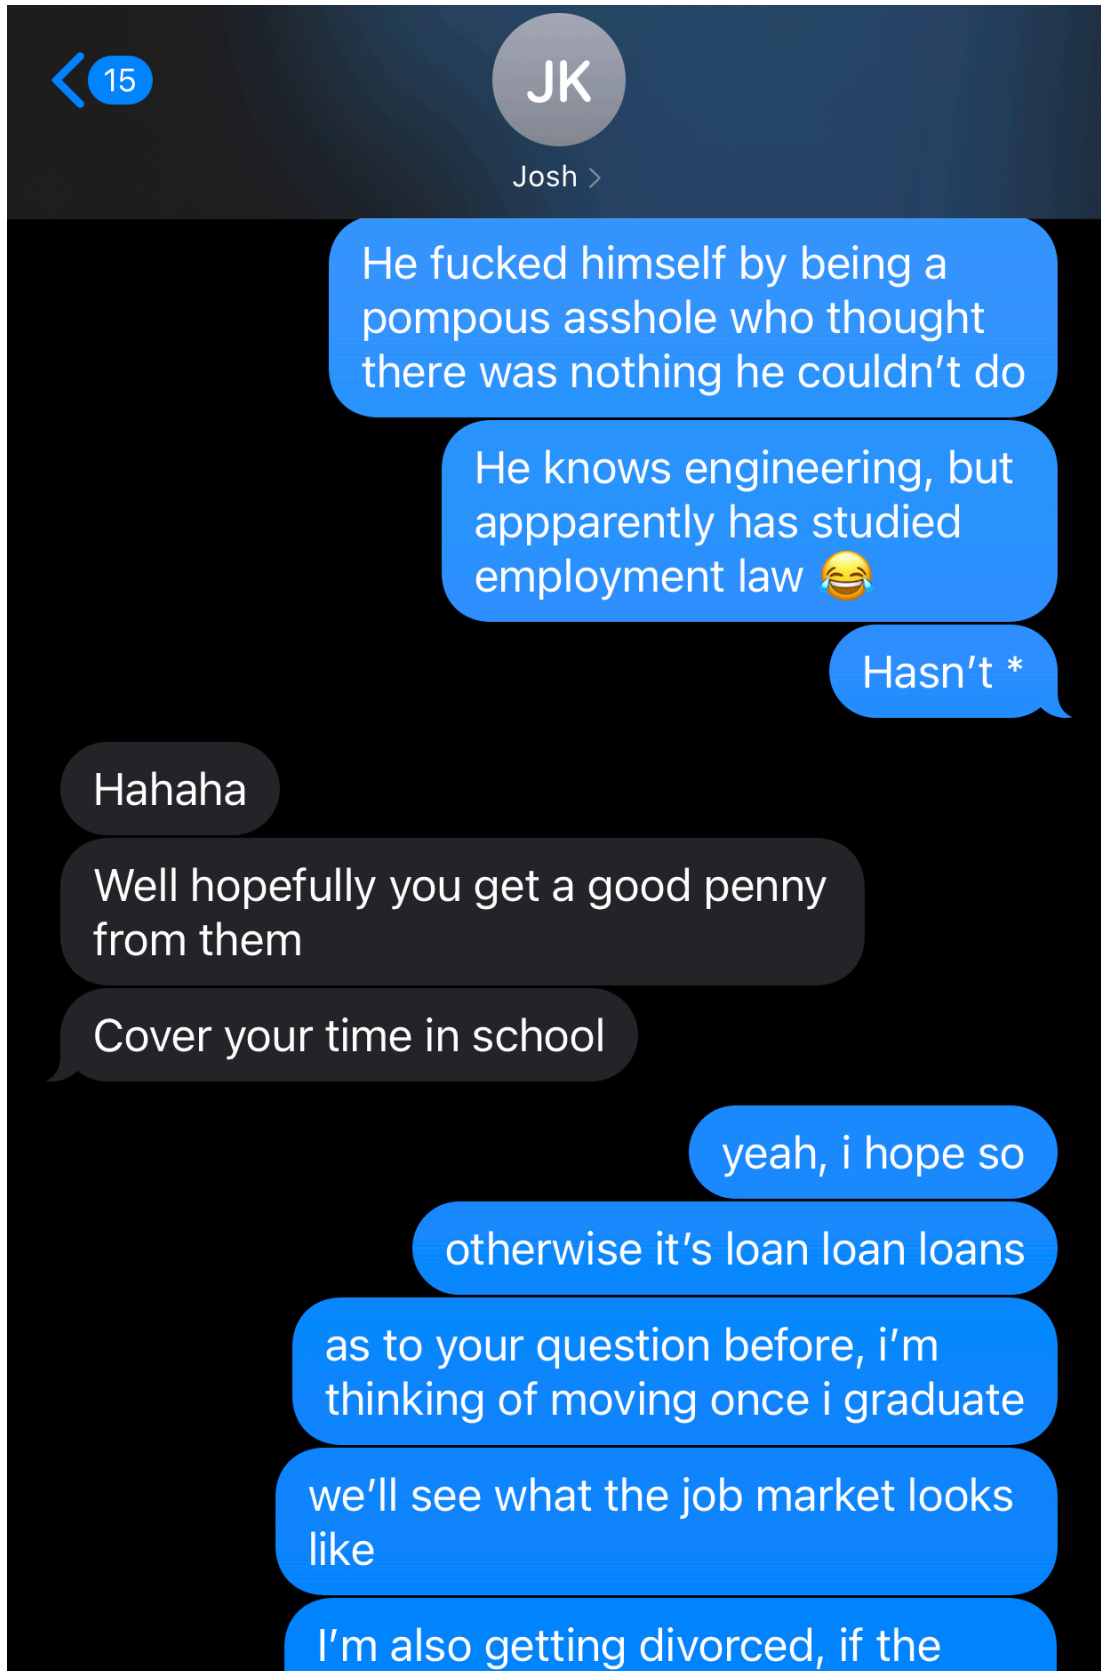 15
JK
Josh >
He fucked himself by being a
pompous asshole who thought
there was nothing he couldn’t do
He knows engineering, but
appparently has studied
employment law 😂
Hasn’t *
Hahaha
Well hopefully you get a good penny
from them
Cover your time in school
yeah, i hope so
otherwise it’s loan loan loans
as to your question before, i’m
thinking of moving once i graduate
we’ll see what the job market looks
like
I’m also getting divorced, if the